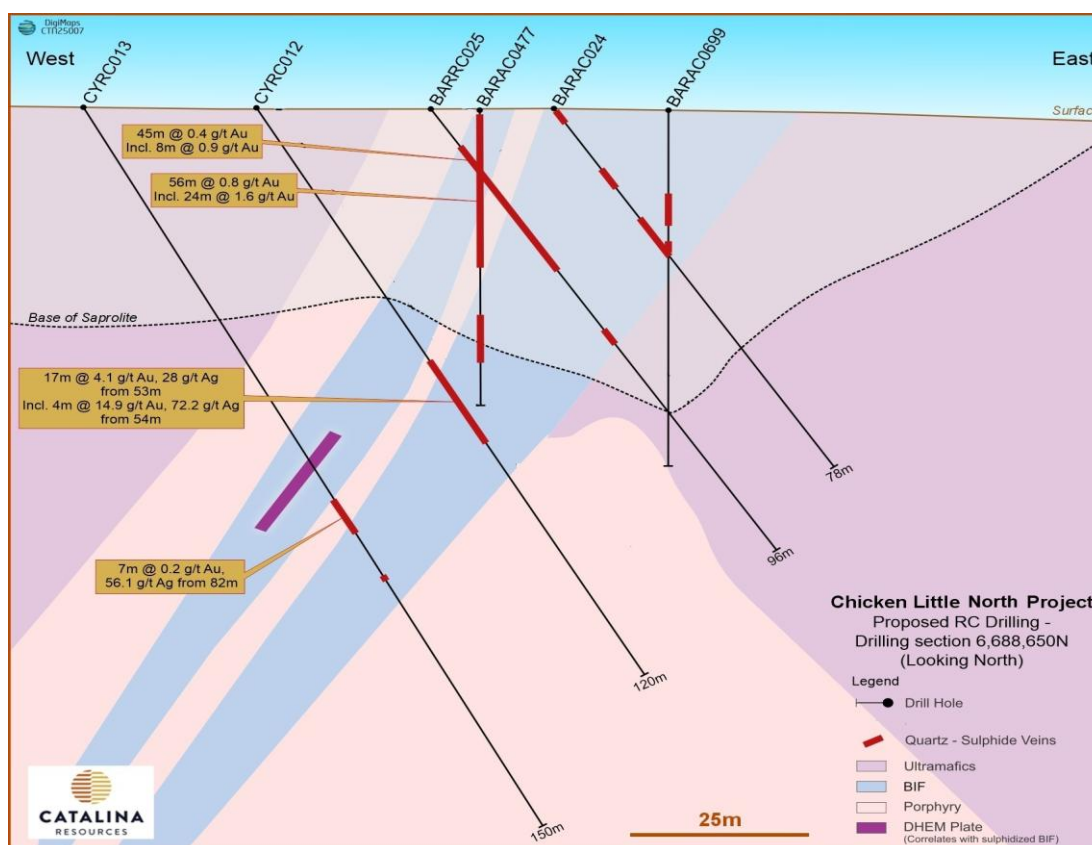 DigiMaps
CTN25007
West
East
CYRC013
CYRC012
BARRC025
BARAC0477
BARAC024
BARAC0699
Surfac
45m @ 0.4 g/t Au
Incl. 8m @ 0.9 g/t Au
56m @ 0.8 g/t Au
Incl. 24m @ 1.6 g/t Au
Base of Saprolite
17m @ 4.1 g/t Au, 28 g/t Ag
from 53m
Incl. 4m @ 14.9 g/t Au, 72.2 g/t Ag
from 54m
78m
96m
7m @ 0.2 g/t Au,
56.1 g/t Ag from 82m
120m
150m
Chicken Little North Project
Proposed RC Drilling -
Drilling section 6,688,650N
(Looking North)
Legend
Drill Hole
Quartz - Sulphide Veins
Ultramafics
BIF
Porphyry
DHEM Plate
(Correlates with sulphidized BIF)
25m
CATALINA
RESOURCES